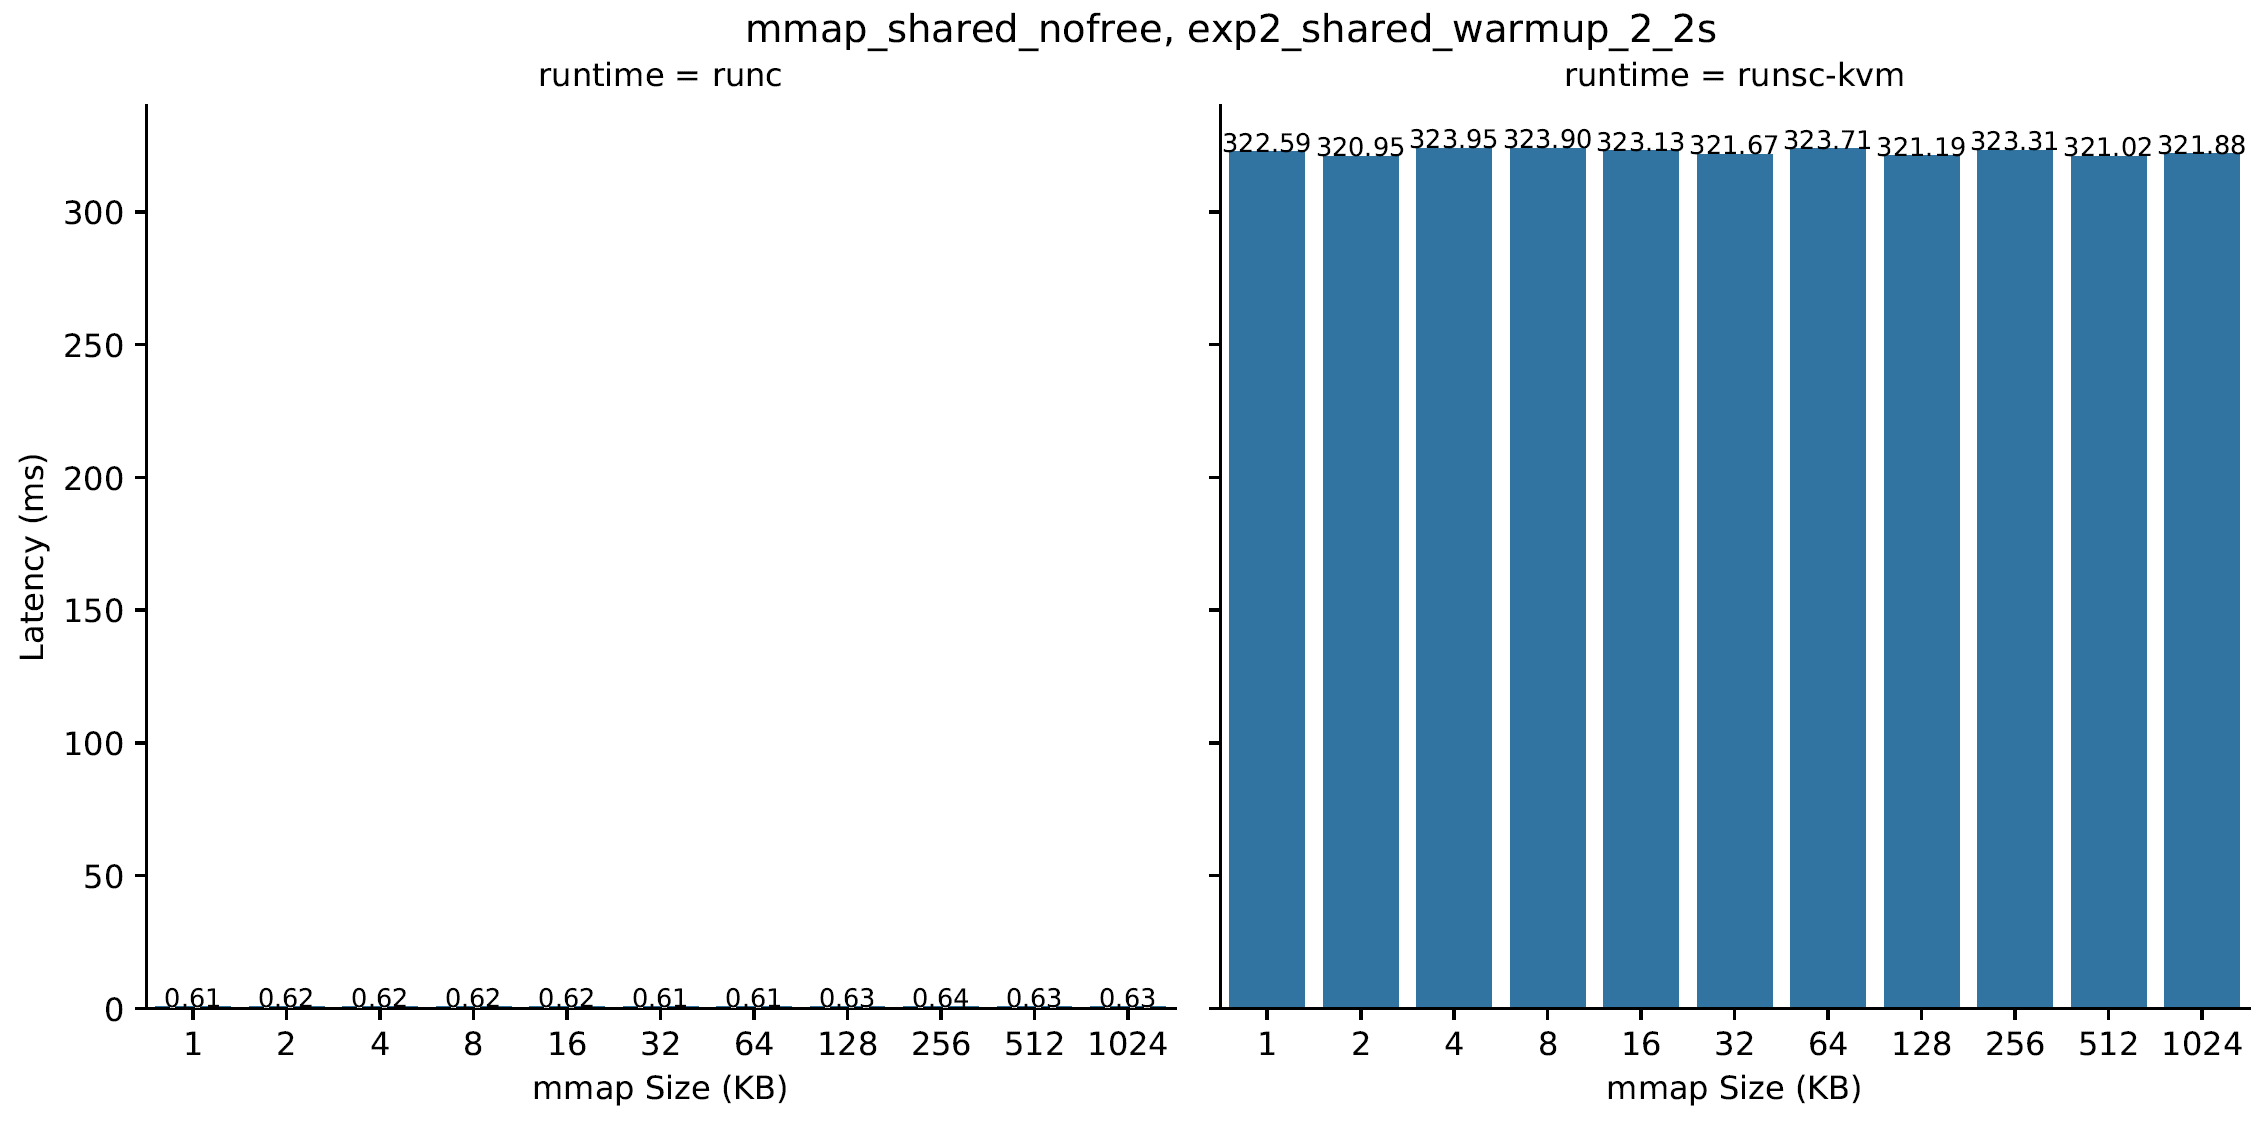 mmap_shared_nofree, exp2_shared_warmup_2_2s
runtime = runc
Latency (ms)
300
250
200
150
100
50
0
0.61 0.62 0.62 0.62 0.62 0.61 0.61 0.63 0.64 0.63 0.63
1 2 4 8 16 32 64 128 256 512 1024
mmap Size (KB)
runtime = runsc-kvm
322.59 320.95 323.95 323.90 323.13 321.67 323.71 321.19 323.31 321.02 321.88
1 2 4 8 16 32 64 128 256 512 1024
mmap Size (KB)